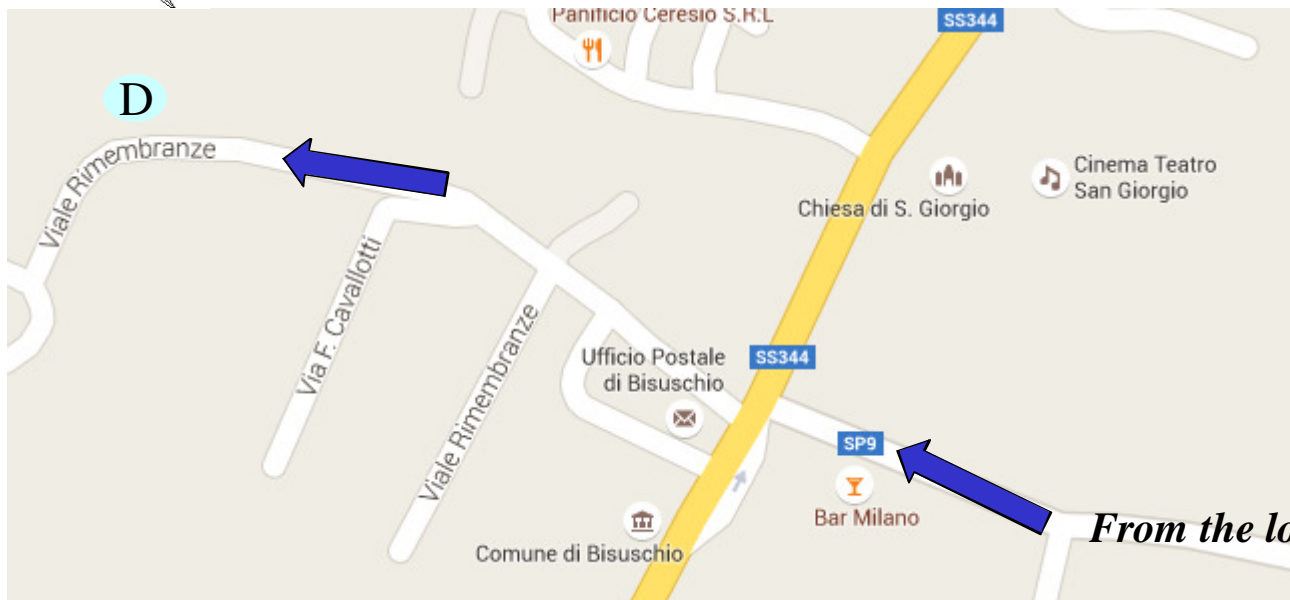 Panificio Ceresio S.R.L
SS344
D
Viale Rimembranze
Cinema Teatro
San Giorgio
Chiesa di S. Giorgio
Via F. Cavallotti
Viale Rimembranze
Ufficio Postale
di Bisuschio
SS344
SP9
Bar Milano
From the lo
Comune di Bisuschio